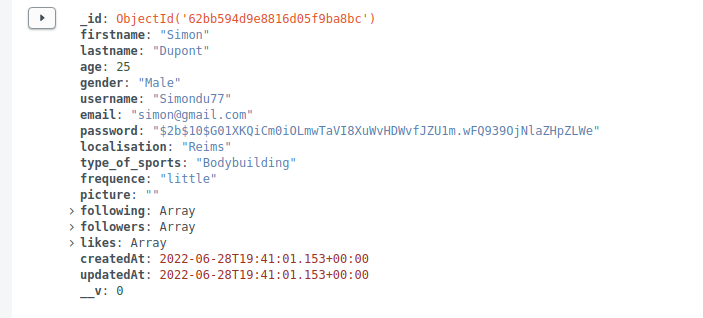 _id: ObjectId('62bb594d9e8816d05f9ba8bc')
firstname: "Simon"
lastname: "Dupont"
age: 25
gender: "Male"
username: "Simondu77"
email: "simon@gmail.com"
password: "$2b$10$G01XKQiCm0iOLmwTaVI8XuWvHDWvfJZU1m.wFQ939OjNlaZHpZLWe"
localisation: "Reims"
type_of_sports: "Bodybuilding"
frequence: "little"
picture: ""
following: Array
followers: Array
likes: Array
createdAt: 2022-06-28T19:41:01.153+00:00
updatedAt: 2022-06-28T19:41:01.153+00:00
__v: 0